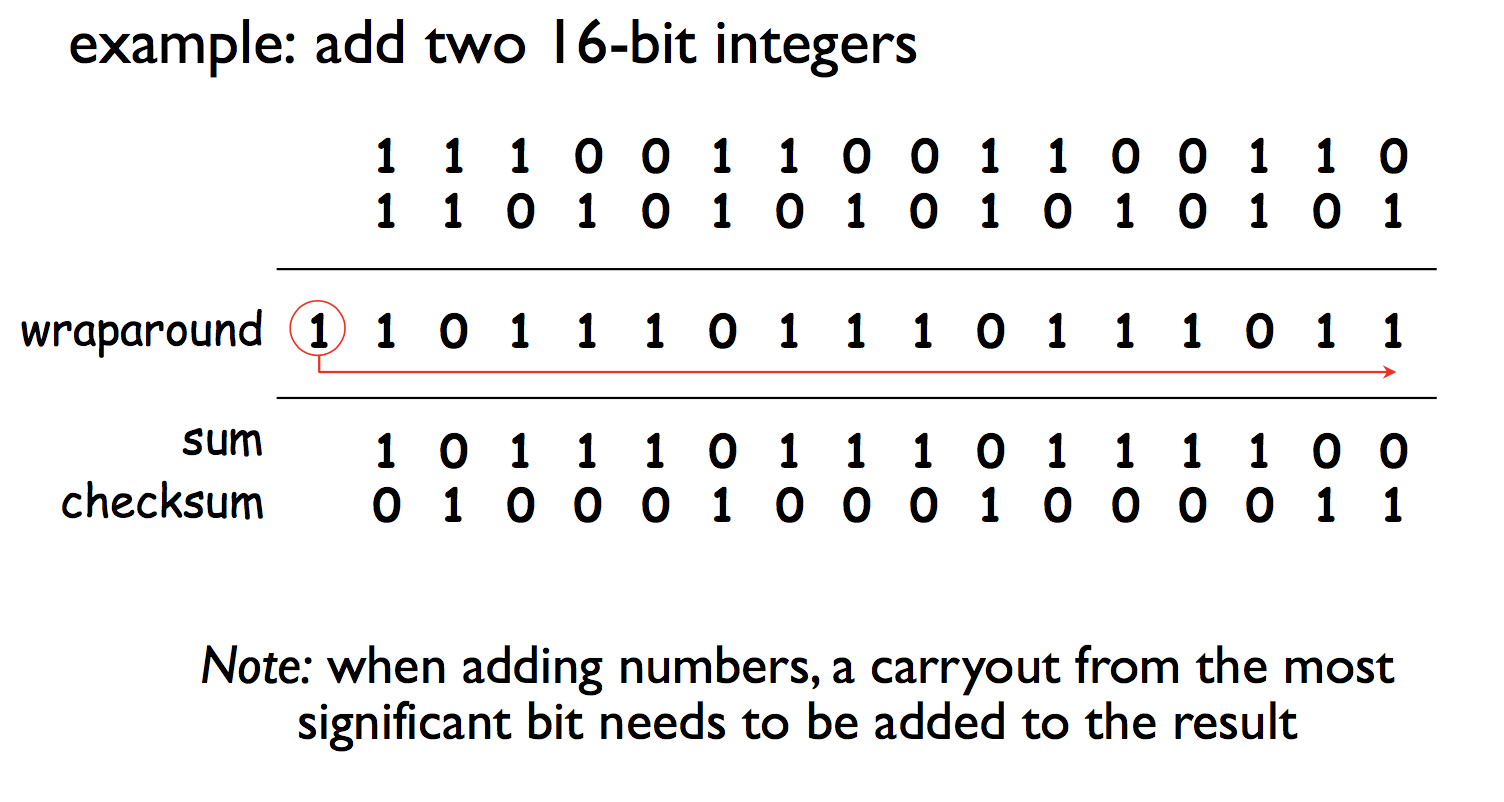 example: add two 16-bit integers
1 1 1 0 0 1 1 0 0 1 1 0 0 1 1 0
1 1 0 1 0 1 0 1 0 1 0 1 0 1 0 1
wraparound 1 1 0 1 1 1 0 1 1 1 0 1 1 1 0 1 1
sum 1 0 1 1 1 0 1 1 1 0 1 1 1 1 0 0
checksum 0 1 0 0 0 1 0 0 0 1 0 0 0 0 1 1
Note: when adding numbers, a carryout from the most
significant bit needs to be added to the result